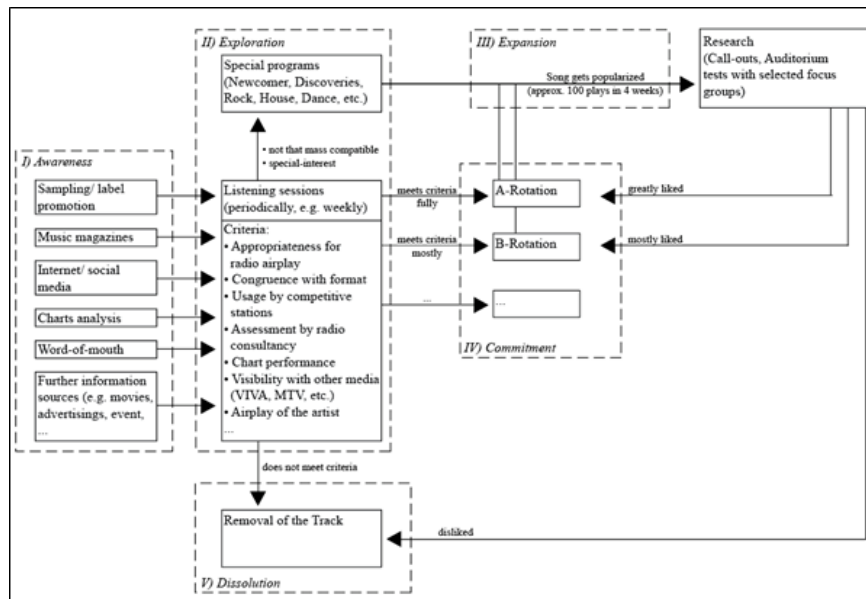 I) Awareness
Sampling/ label
promotion
Music magazines
Internet/ social
media
Charts analysis
Word-of-mouth
Further information
sources (e.g. movies,
advertisings, event,
...
II) Exploration
Special programs
(Newcomer, Discoveries,
Rock, House, Dance, etc.)
• not that mass compatible
• special-interest
Listening sessions
(periodically, e.g. weekly)
Criteria:
• Appropriateness for
radio airplay
• Congruence with format
• Usage by competitive
stations
• Assessment by radio
consultancy
• Chart performance
• Visibility with other media
(VIVA, MTV, etc.)
• Airplay of the artist
...
III) Expansion
Song gets popularized
(approx. 100 plays in 4 weeks)
Research
(Call-outs, Auditorium
tests with selected focus
groups)
meets criteria
fully
A-Rotation
greatly liked
meets criteria
mostly
B-Rotation
mostly liked
...
...
IV) Commitment
does not meet criteria
Removal of the Track
disliked
V) Dissolution